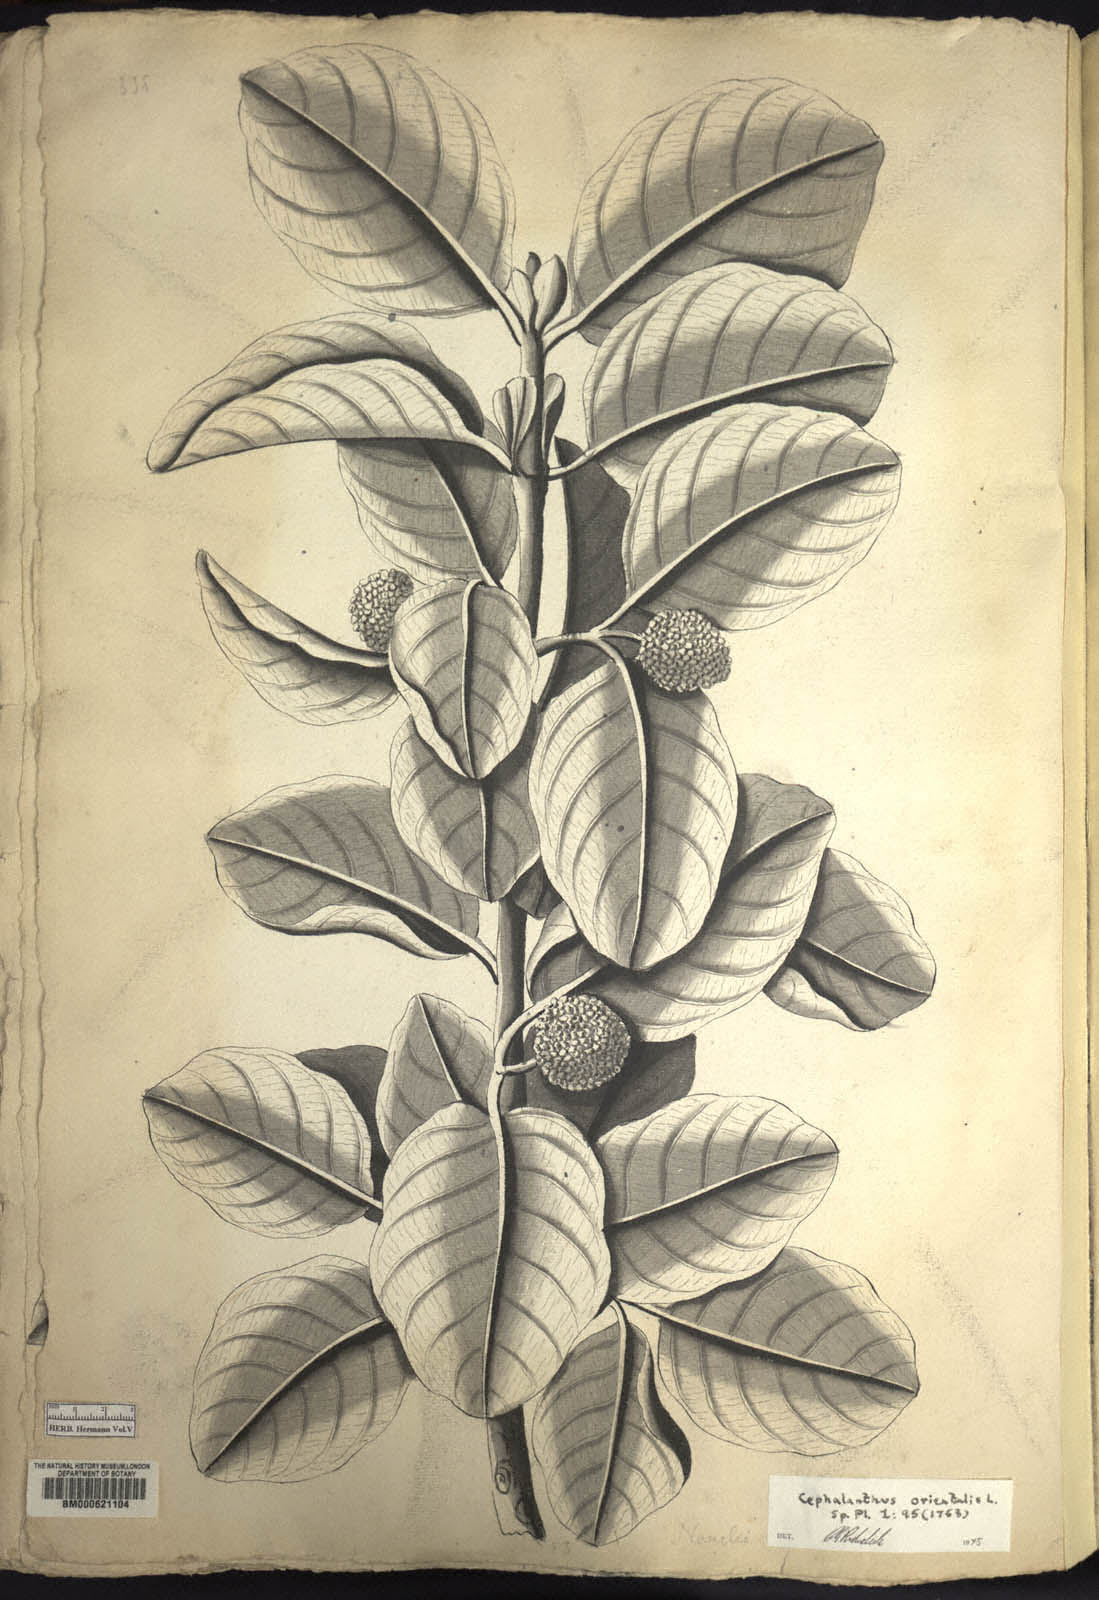 HERB. Hermann Vol.V
THE NATURAL HISTORY MUSEUM, LONDON
DEPARTMENT OF BOTANY
BM000621104
Cephalanthus orientalis L.
Sp. Pl. 1: 95 (1753)
DET.
1975